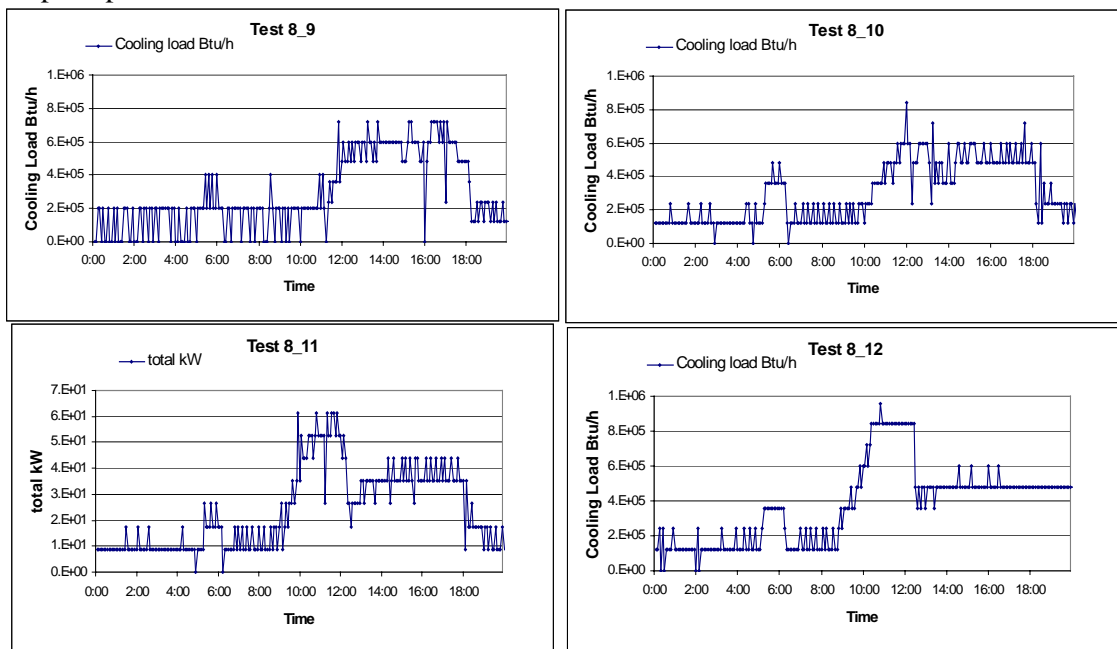 Test 8_9
Cooling load Btu/h
Cooling Load Btu/h
1.E+06
8.E+05
6.E+05
4.E+05
2.E+05
0.E+00
0:00 2:00 4:00 6:00 8:00 10:00 12:00 14:00 16:00 18:00
Time
Test 8_10
Cooling load Btu/h
Cooling Load Btu/h
1.E+06
8.E+05
6.E+05
4.E+05
2.E+05
0.E+00
0:00 2:00 4:00 6:00 8:00 10:00 12:00 14:00 16:00 18:00
Time
Test 8_11
total kW
total kW
7.E+01
6.E+01
5.E+01
4.E+01
3.E+01
2.E+01
1.E+01
0.E+00
0:00 2:00 4:00 6:00 8:00 10:00 12:00 14:00 16:00 18:00
Time
Test 8_12
Cooling load Btu/h
Cooling Load Btu/h
1.E+06
8.E+05
6.E+05
4.E+05
2.E+05
0.E+00
0:00 2:00 4:00 6:00 8:00 10:00 12:00 14:00 16:00 18:00
Time